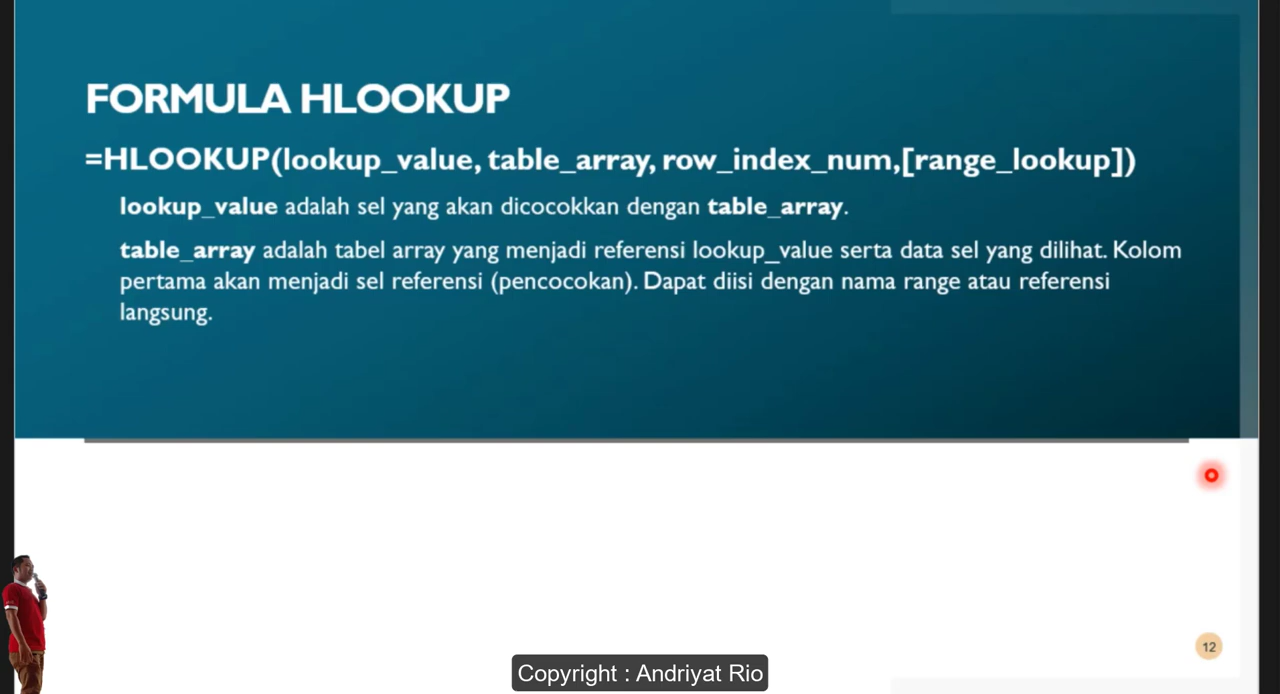 FORMULA HLOOKUP
=HLOOKUP(lookup_value, table_array, row_index_num,[range_lookup])
lookup_value adalah sel yang akan dicocokkan dengan table_array.
table_array adalah tabel array yang menjadi referensi lookup_value serta data sel yang dilihat. Kolom
pertama akan menjadi sel referensi (pencocokan). Dapat diisi dengan nama range atau referensi
langsung.
12
Copyright : Andriyat Rio